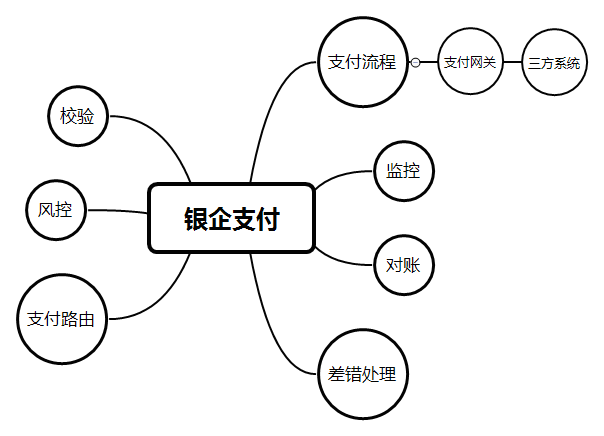 支付流程
支付网关
三方系统
校验
监控
风控
银企支付
对账
支付路由
差错处理